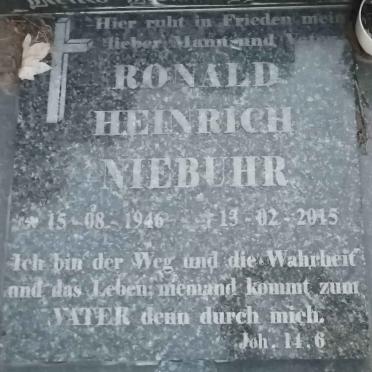 Hier ruht in Frieden mein
lieber Mann und Vater
RONALD
HEINRICH
NIEBUHR
* 15-08-1946 † 13-02-2015
Ich bin der Weg und die Wahrheit
und das Leben; niemand kommt zum
VATER denn durch mich.
Joh. 14. 6